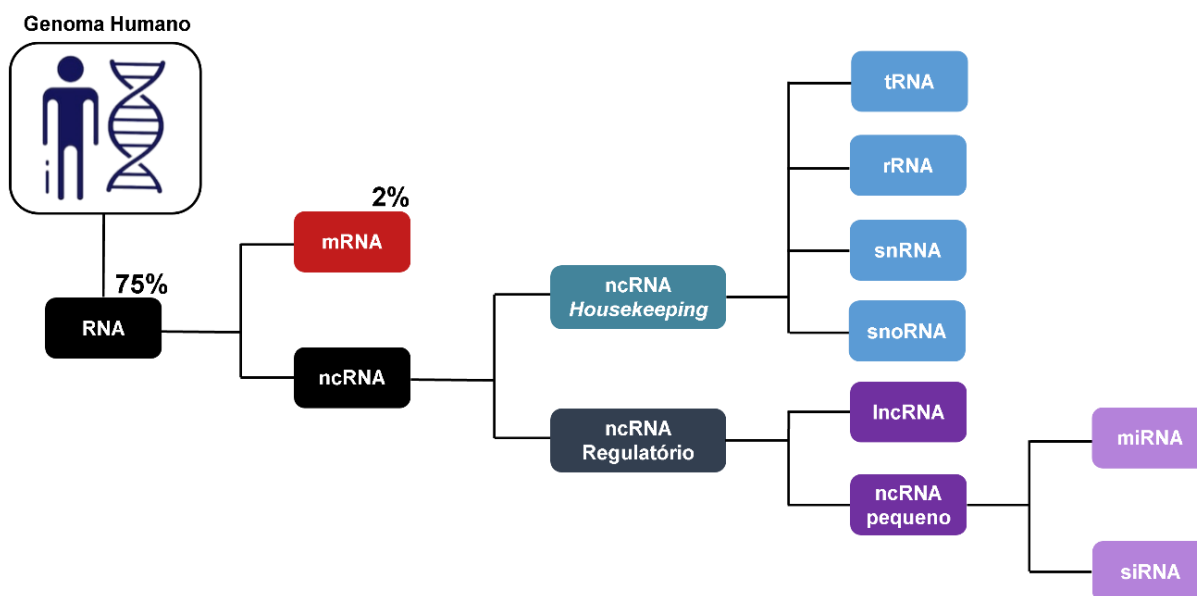 Genoma Humano
75%
RNA
2%
mRNA
ncRNA
ncRNA
Housekeeping
ncRNA
Regulatório
tRNA
rRNA
snRNA
snoRNA
lncRNA
ncRNA
pequeno
miRNA
siRNA